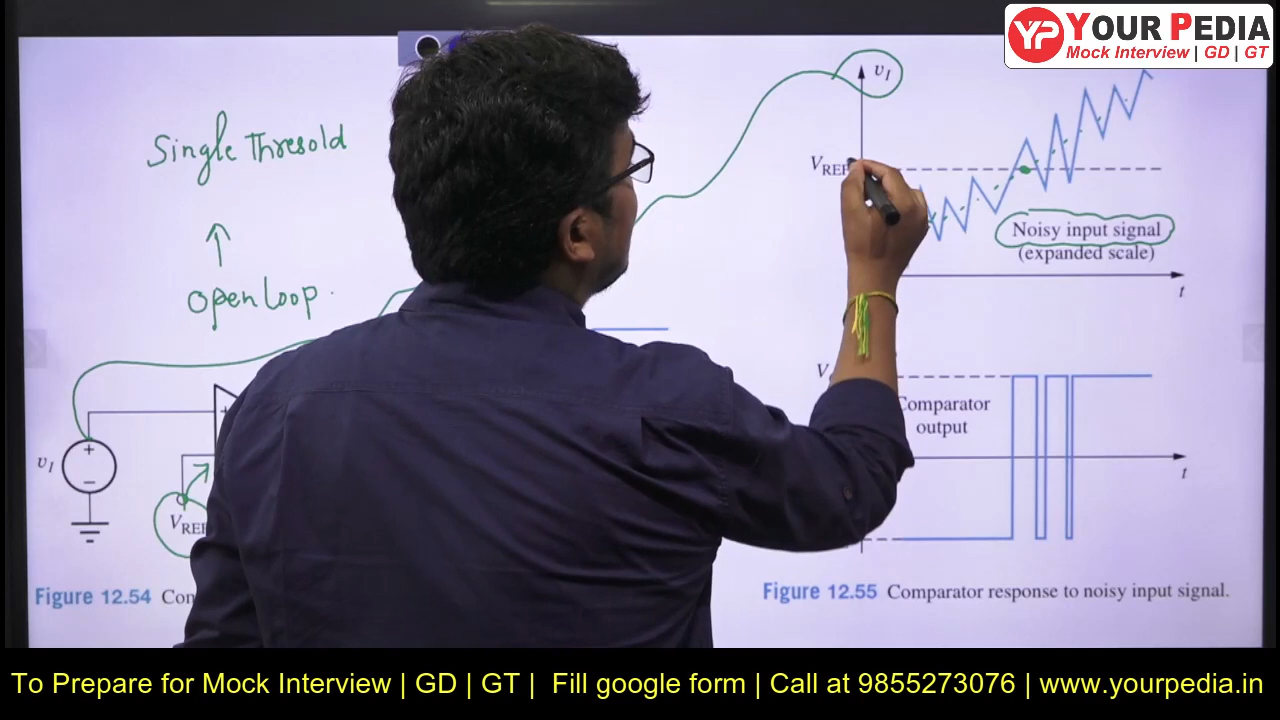 YP YOUR PEDIA
Mock Interview | GD | GT
Single Thresold
Open Loop
v_I
V_REF
Noisy input signal
(expanded scale)
t
Comparator
output
t
+
−
v_I
Figure 12.54
Figure 12.55 Comparator response to noisy input signal.
To Prepare for Mock Interview | GD | GT | Fill google form | Call at 9855273076 | www.yourpedia.in